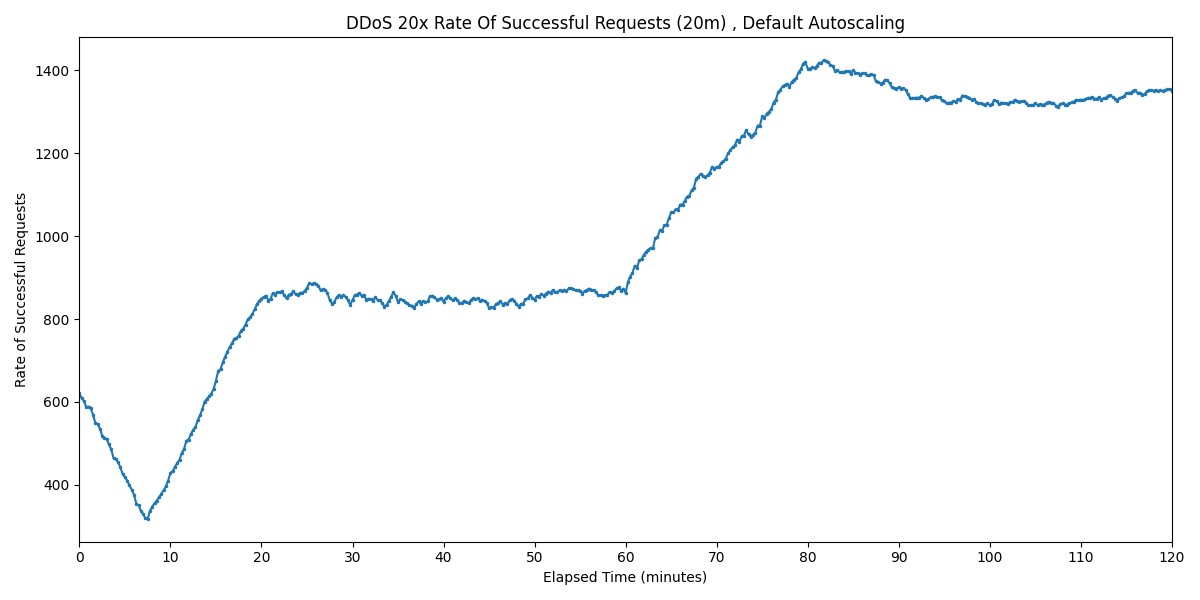 DDoS 20x Rate Of Successful Requests (20m) , Default Autoscaling
Rate of Successful Requests
1400
1200
1000
800
600
400
0 10 20 30 40 50 60 70 80 90 100 110 120
Elapsed Time (minutes)